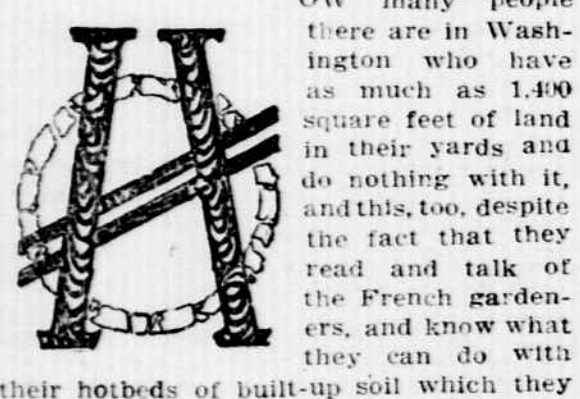 HOW many people
there are in Wash-
ington who have
as much as 1,400
square feet of land
in their yards and
do nothing with it,
and this, too, despite
the fact that they
read and talk of
the French garden-
ers, and know what
they can do with
their hotbeds of built-up soil which they